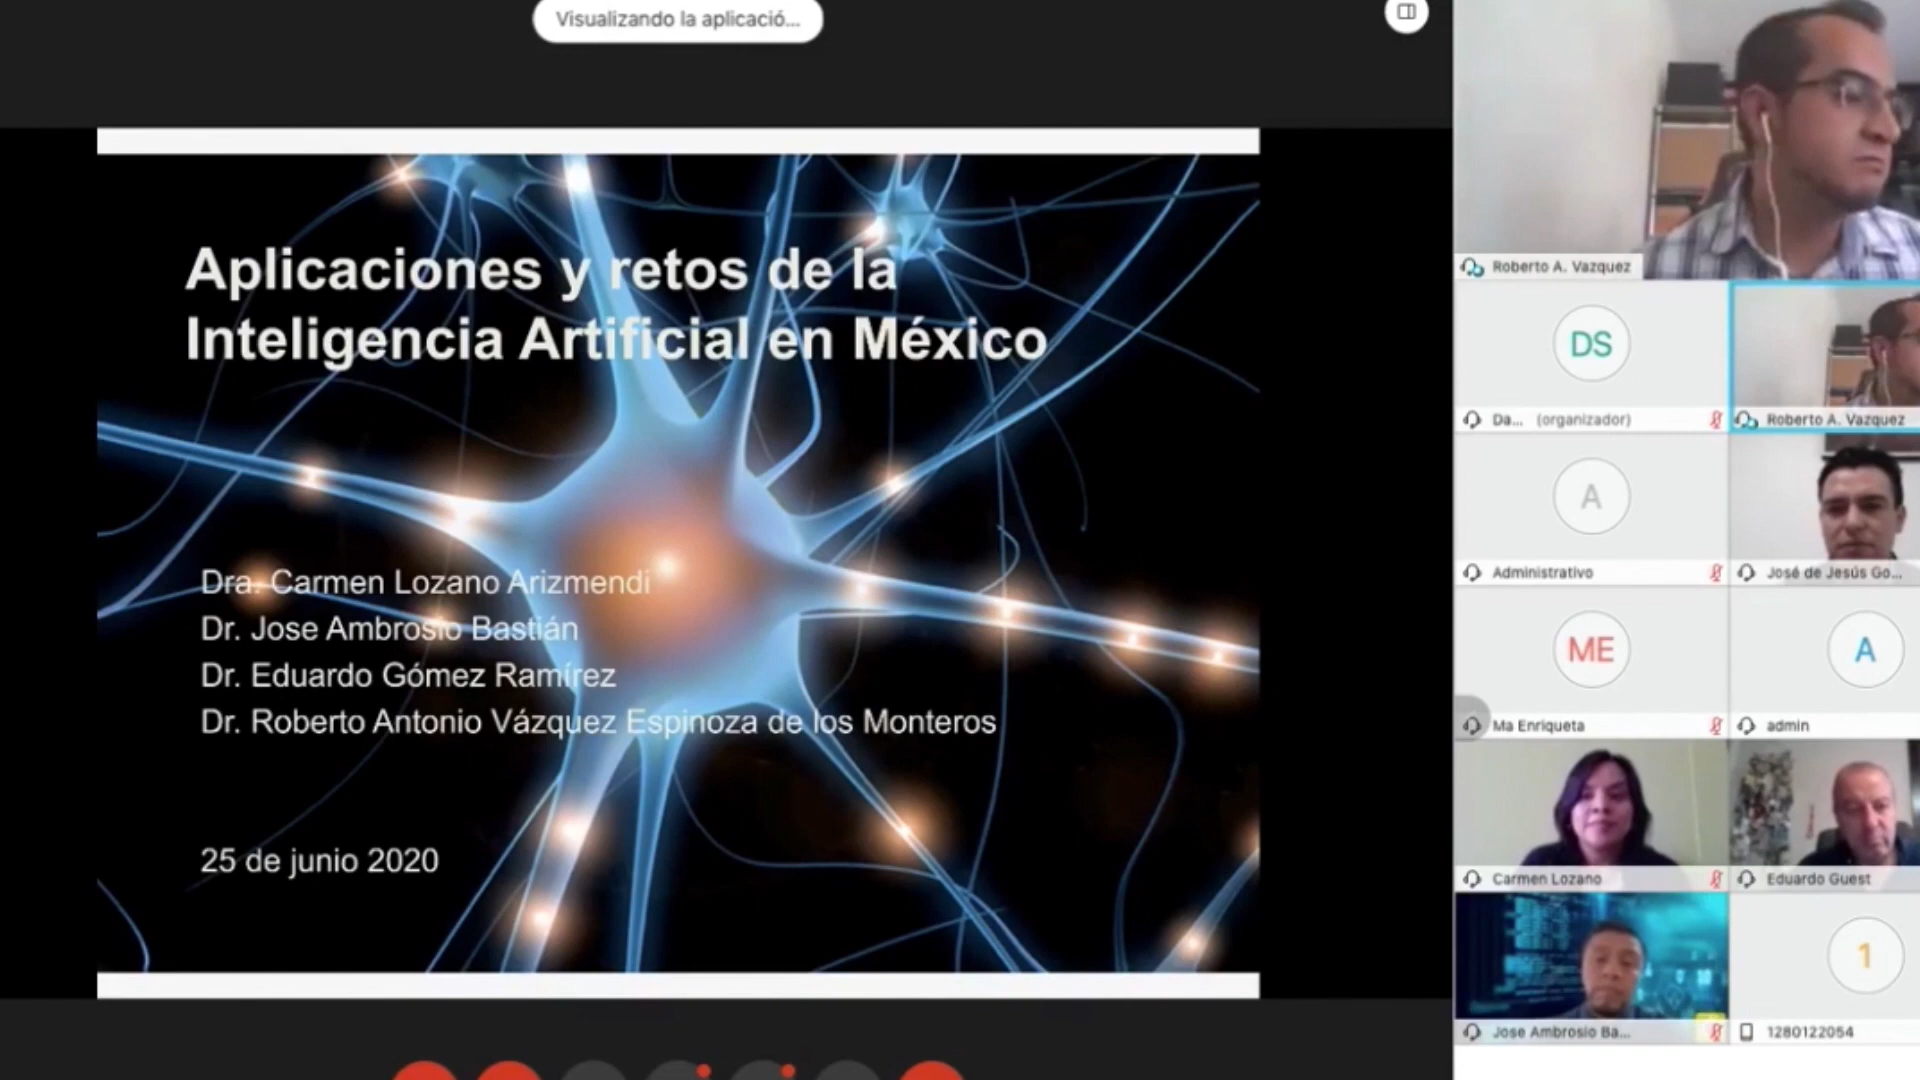 Visualizando la aplicació...
Aplicaciones y retos de la
Inteligencia Artificial en México
Dra. Carmen Lozano Arizmendi
Dr. Jose Ambrosio Bastián
Dr. Eduardo Gómez Ramírez
Dr. Roberto Antonio Vázquez Espinoza de los Monteros
25 de junio 2020
Roberto A. Vazquez
DS
Da... (organizador)
Roberto A. Vazquez
A
Administrativo
José de Jesús Go...
ME
Ma Enriqueta
A
admin
Carmen Lozano
Eduardo Guest
Jose Ambrosio Ba...
1
1280122054